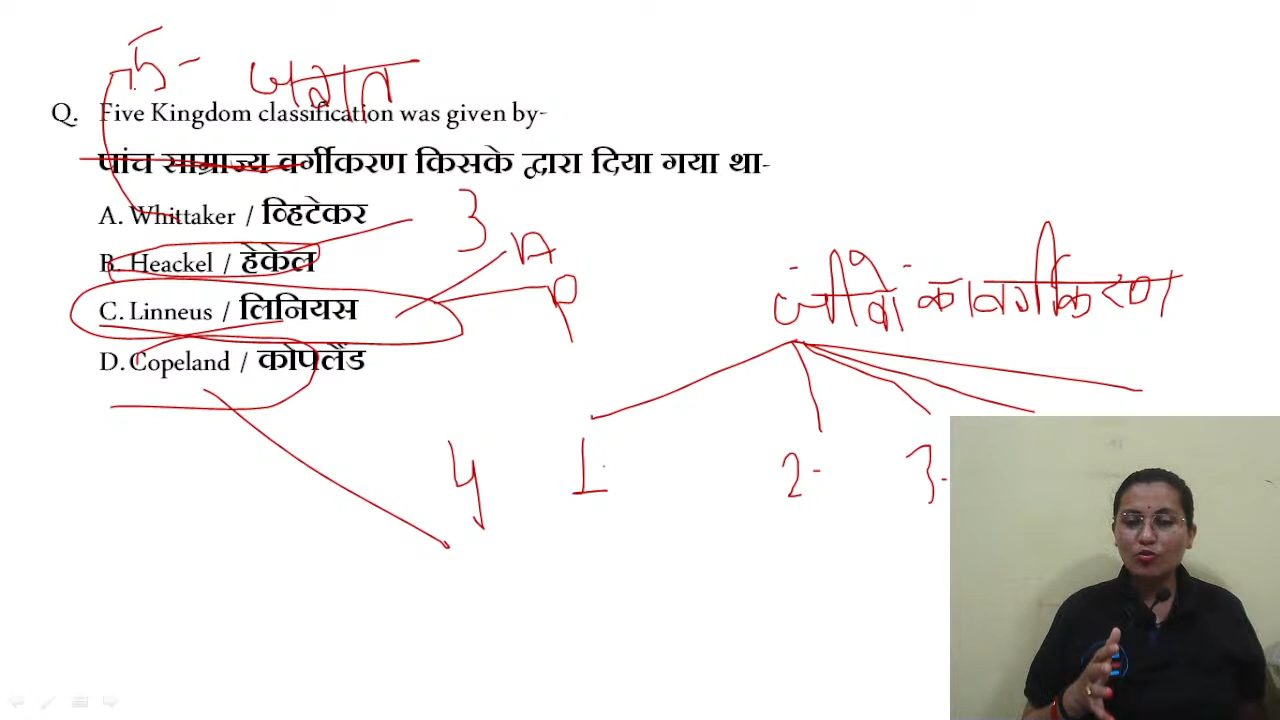 5- जगत
Q. Five Kingdom classification was given by-
पांच साम्राज्य वर्गीकरण किसके द्वारा दिया गया था-
A. Whittaker / व्हिटेकर
3
B. Heackel / हेकेल
A
C. Linneus / लिनियस
P
जीवों का वर्गीकरण
D. Copeland / कोपलैंड
4
1-
2-
3-